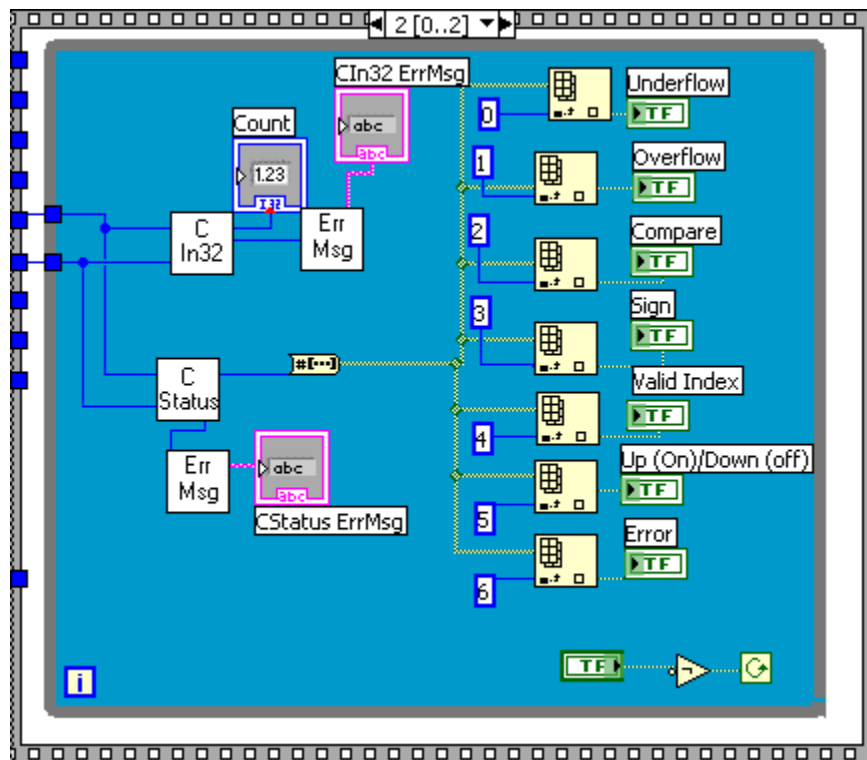 2 [0..2]
CIn32 ErrMsg
abc
abc
Count
1.23
I32
C
In32
Err
Msg
0
Underflow
TF
1
Overflow
TF
2
Compare
TF
3
Sign
TF
C
Status
#[...]
Valid Index
TF
4
Err
Msg
abc
abc
CStatus ErrMsg
Up (On)/Down (off)
TF
5
Error
TF
6
i
TF